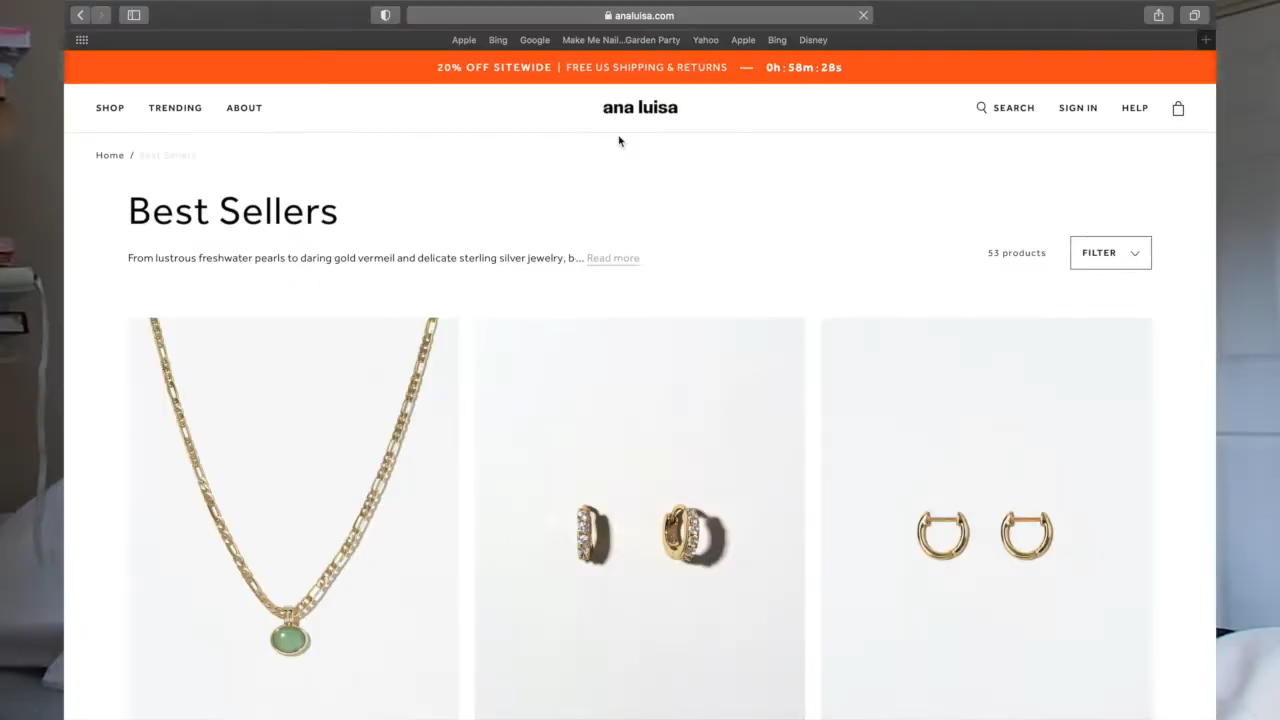 analuisa.com
Apple Bing Google Make Me Nail...Garden Party Yahoo Apple Bing Disney
20% OFF SITEWIDE | FREE US SHIPPING & RETURNS — 0h : 58m : 28s
SHOP TRENDING ABOUT ana luisa SEARCH SIGN IN HELP
Home / Best Sellers
Best Sellers
From lustrous freshwater pearls to daring gold vermeil and delicate sterling silver jewelry, b... Read more
53 products FILTER